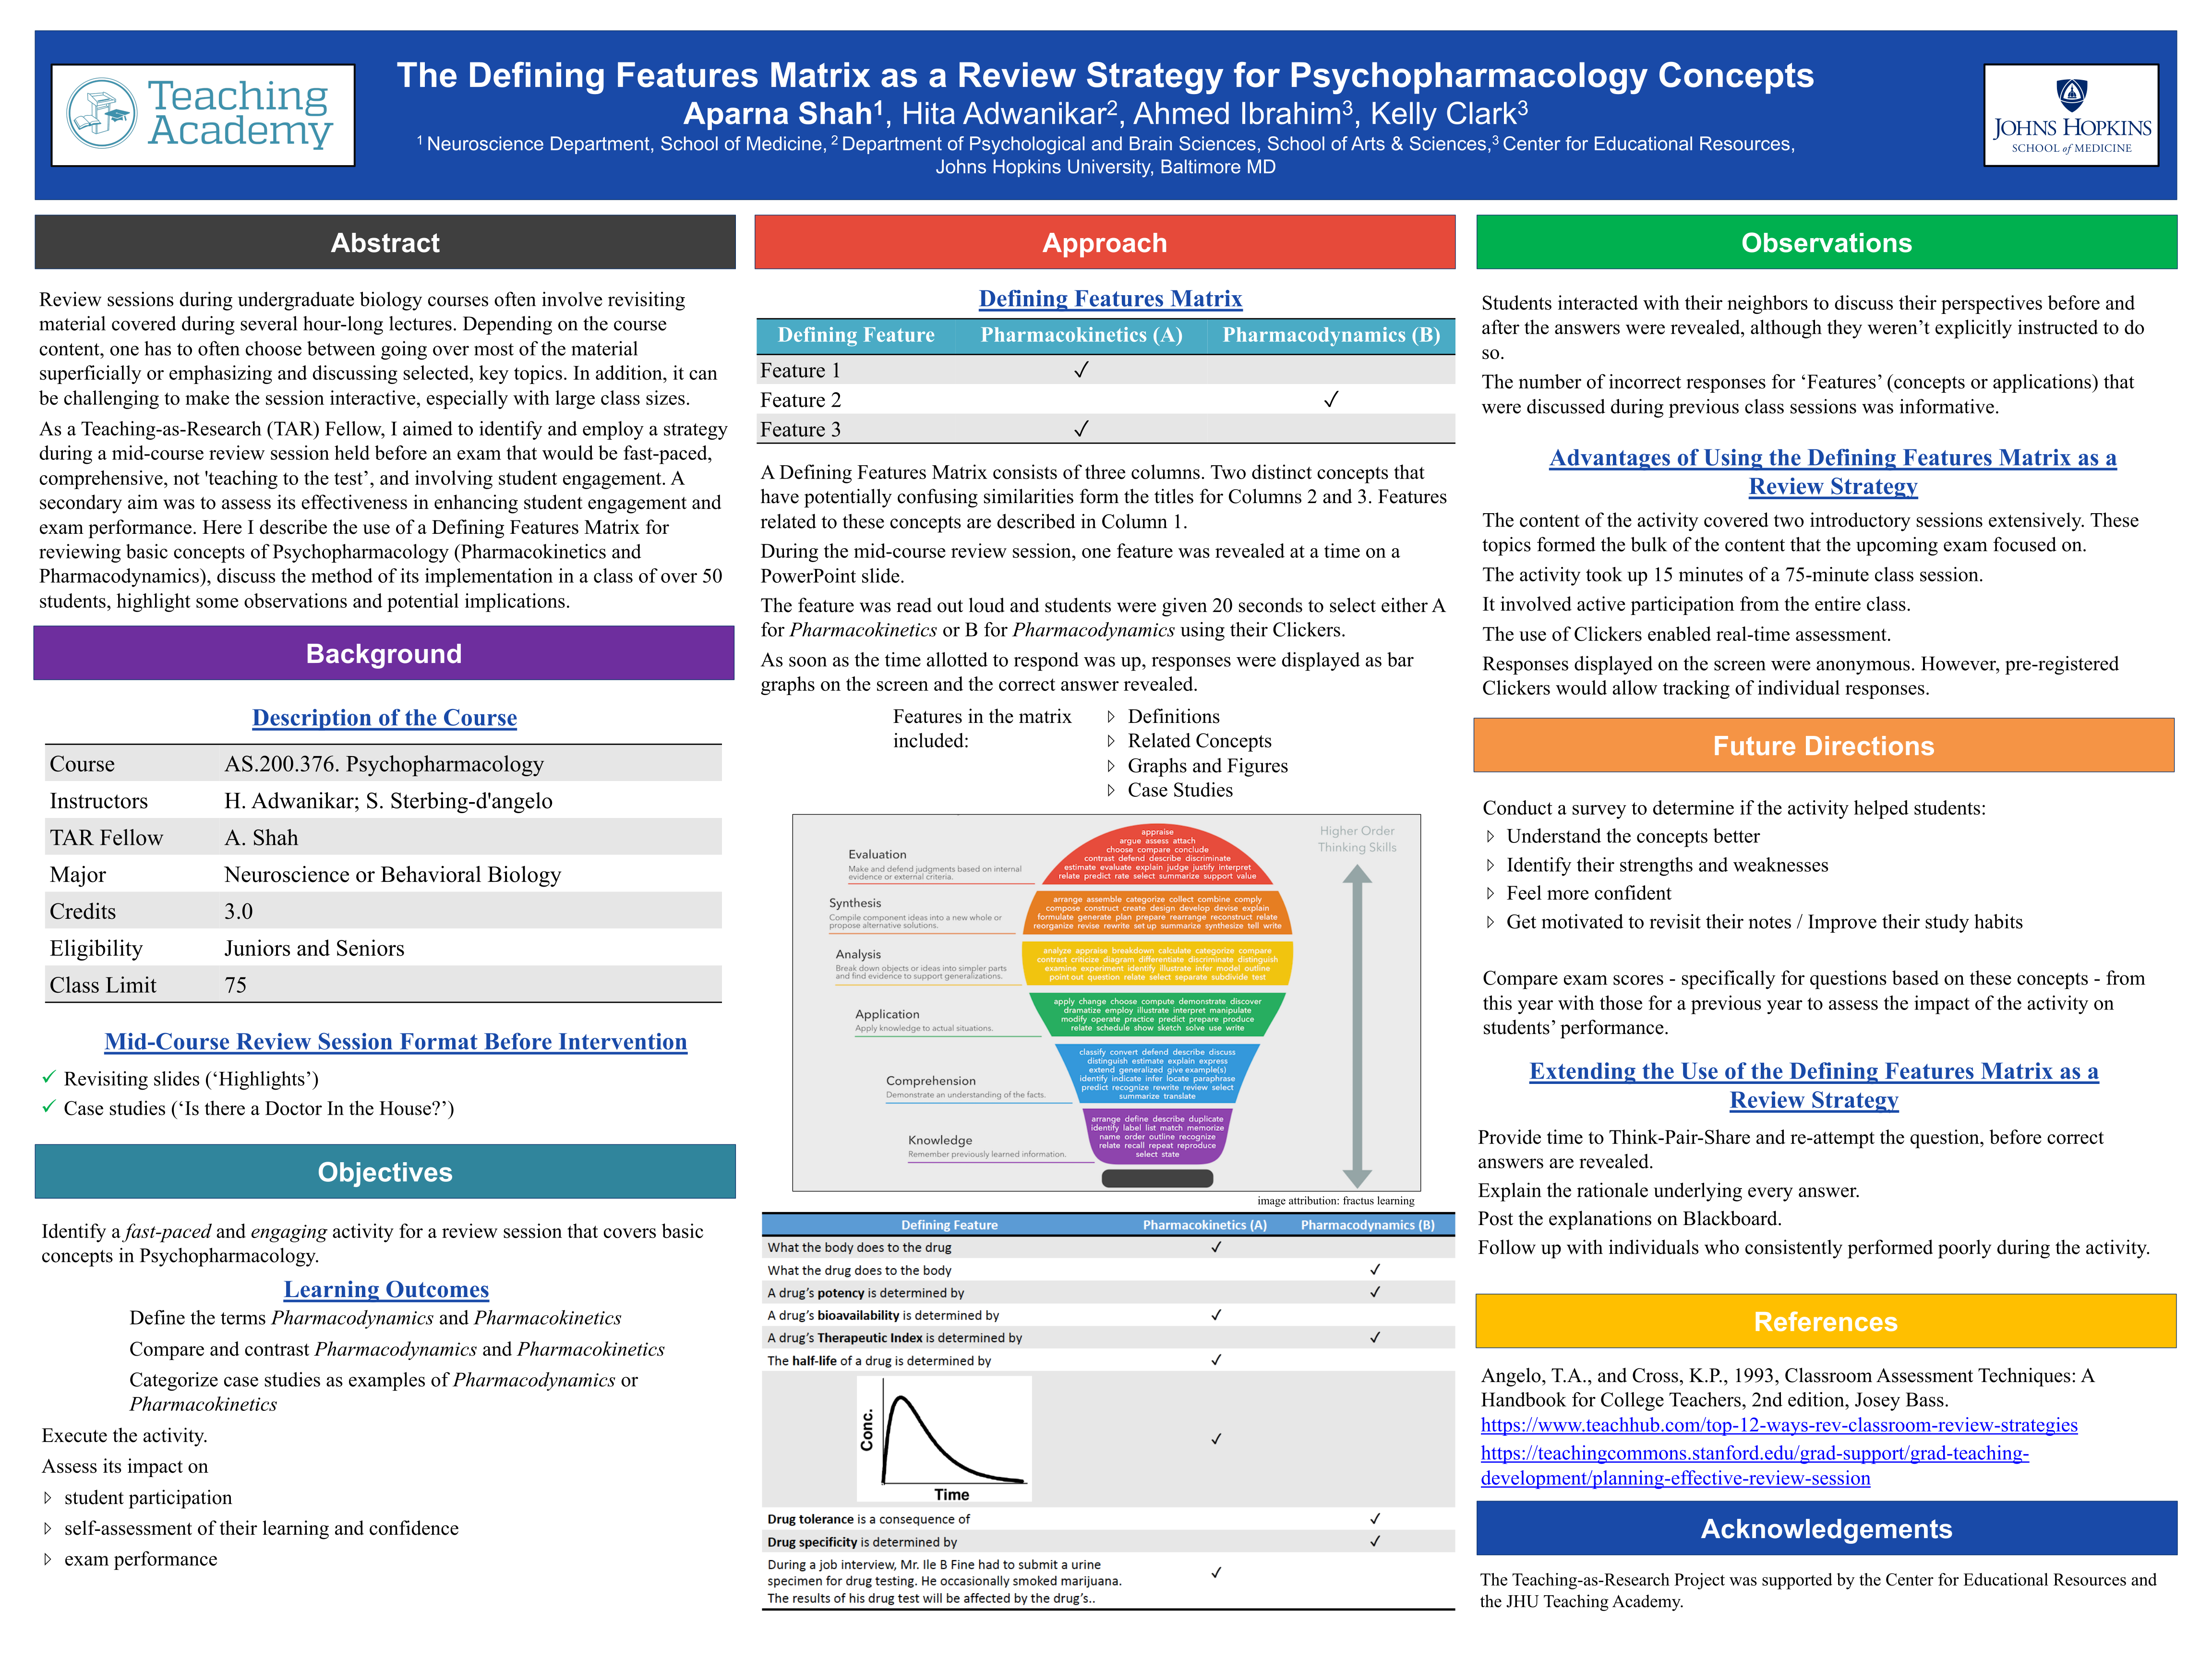 Teaching
Academy
The Defining Features Matrix as a Review Strategy for Psychopharmacology Concepts
Aparna Shah¹, Hita Adwanikar², Ahmed Ibrahim³, Kelly Clark³
¹ Neuroscience Department, School of Medicine, ² Department of Psychological and Brain Sciences, School of Arts & Sciences,³ Center for Educational Resources,
Johns Hopkins University, Baltimore MD
JOHNS HOPKINS
SCHOOL of MEDICINE
Abstract
Review sessions during undergraduate biology courses often involve revisiting
material covered during several hour-long lectures. Depending on the course
content, one has to often choose between going over most of the material
superficially or emphasizing and discussing selected, key topics. In addition, it can
be challenging to make the session interactive, especially with large class sizes.
As a Teaching-as-Research (TAR) Fellow, I aimed to identify and employ a strategy
during a mid-course review session held before an exam that would be fast-paced,
comprehensive, not 'teaching to the test’, and involving student engagement. A
secondary aim was to assess its effectiveness in enhancing student engagement and
exam performance. Here I describe the use of a Defining Features Matrix for
reviewing basic concepts of Psychopharmacology (Pharmacokinetics and
Pharmacodynamics), discuss the method of its implementation in a class of over 50
students, highlight some observations and potential implications.
Background
Description of the Course
Course AS.200.376. Psychopharmacology
Instructors H. Adwanikar; S. Sterbing-d'angelo
TAR Fellow A. Shah
Major Neuroscience or Behavioral Biology
Credits 3.0
Eligibility Juniors and Seniors
Class Limit 75
Mid-Course Review Session Format Before Intervention
✓ Revisiting slides (‘Highlights’)
✓ Case studies (‘Is there a Doctor In the House?’)
Objectives
Identify a fast-paced and engaging activity for a review session that covers basic
concepts in Psychopharmacology.
Learning Outcomes
Define the terms Pharmacodynamics and Pharmacokinetics
Compare and contrast Pharmacodynamics and Pharmacokinetics
Categorize case studies as examples of Pharmacodynamics or
Pharmacokinetics
Execute the activity.
Assess its impact on
student participation
self-assessment of their learning and confidence
exam performance
Approach
Defining Features Matrix
Defining Feature Pharmacokinetics (A) Pharmacodynamics (B)
Feature 1 ✓
Feature 2 ✓
Feature 3 ✓
A Defining Features Matrix consists of three columns. Two distinct concepts that
have potentially confusing similarities form the titles for Columns 2 and 3. Features
related to these concepts are described in Column 1.
During the mid-course review session, one feature was revealed at a time on a
PowerPoint slide.
The feature was read out loud and students were given 20 seconds to select either A
for Pharmacokinetics or B for Pharmacodynamics using their Clickers.
As soon as the time allotted to respond was up, responses were displayed as bar
graphs on the screen and the correct answer revealed.
Features in the matrix
included:
Definitions
Related Concepts
Graphs and Figures
Case Studies
Higher Order
Thinking Skills
Evaluation
Make and defend judgments based on internal
evidence or external criteria.
appraise
argue assess attach
choose compare conclude
contrast defend describe discriminate
estimate evaluate explain judge justify interpret
relate predict rate select summarize support value
Synthesis
Compile component ideas into a new whole or
propose alternative solutions.
arrange assemble categorize collect combine comply
compose construct create design develop devise explain
formulate generate plan prepare rearrange reconstruct relate
reorganize revise rewrite set up summarize synthesize tell write
Analysis
Break down objects or ideas into simpler parts
and find evidence to support generalizations.
analyze appraise breakdown calculate categorize compare
contrast criticize diagram differentiate discriminate distinguish
examine experiment identify illustrate infer model outline
point out question relate select separate subdivide test
Application
Apply knowledge to actual situations.
apply change choose compute demonstrate discover
dramatize employ illustrate interpret manipulate
modify operate practice predict prepare produce
relate schedule show sketch solve use write
Comprehension
Demonstrate an understanding of the facts.
classify convert defend describe discuss
distinguish estimate explain express
extend generalized give example(s)
identify indicate infer locate paraphrase
predict recognize rewrite review select
summarize translate
Knowledge
Remember previously learned information.
arrange define describe duplicate
identify label list match memorize
name order outline recognize
relate recall repeat reproduce
select state
image attribution: fractus learning
Defining Feature Pharmacokinetics (A) Pharmacodynamics (B)
What the body does to the drug ✓
What the drug does to the body ✓
A drug’s potency is determined by ✓
A drug’s bioavailability is determined by ✓
A drug’s Therapeutic Index is determined by ✓
The half-life of a drug is determined by ✓
Conc.
Time
✓
Drug tolerance is a consequence of ✓
Drug specificity is determined by ✓
During a job interview, Mr. Ile B Fine had to submit a urine
specimen for drug testing. He occasionally smoked marijuana. ✓
The results of his drug test will be affected by the drug’s..
Observations
Students interacted with their neighbors to discuss their perspectives before and
after the answers were revealed, although they weren’t explicitly instructed to do
so.
The number of incorrect responses for ‘Features’ (concepts or applications) that
were discussed during previous class sessions was informative.
Advantages of Using the Defining Features Matrix as a
Review Strategy
The content of the activity covered two introductory sessions extensively. These
topics formed the bulk of the content that the upcoming exam focused on.
The activity took up 15 minutes of a 75-minute class session.
It involved active participation from the entire class.
The use of Clickers enabled real-time assessment.
Responses displayed on the screen were anonymous. However, pre-registered
Clickers would allow tracking of individual responses.
Future Directions
Conduct a survey to determine if the activity helped students:
Understand the concepts better
Identify their strengths and weaknesses
Feel more confident
Get motivated to revisit their notes / Improve their study habits
Compare exam scores - specifically for questions based on these concepts - from
this year with those for a previous year to assess the impact of the activity on
students’ performance.
Extending the Use of the Defining Features Matrix as a
Review Strategy
Provide time to Think-Pair-Share and re-attempt the question, before correct
answers are revealed.
Explain the rationale underlying every answer.
Post the explanations on Blackboard.
Follow up with individuals who consistently performed poorly during the activity.
References
Angelo, T.A., and Cross, K.P., 1993, Classroom Assessment Techniques: A
Handbook for College Teachers, 2nd edition, Josey Bass.
https://www.teachhub.com/top-12-ways-rev-classroom-review-strategies
https://teachingcommons.stanford.edu/grad-support/grad-teaching-
development/planning-effective-review-session
Acknowledgements
The Teaching-as-Research Project was supported by the Center for Educational Resources and
the JHU Teaching Academy.